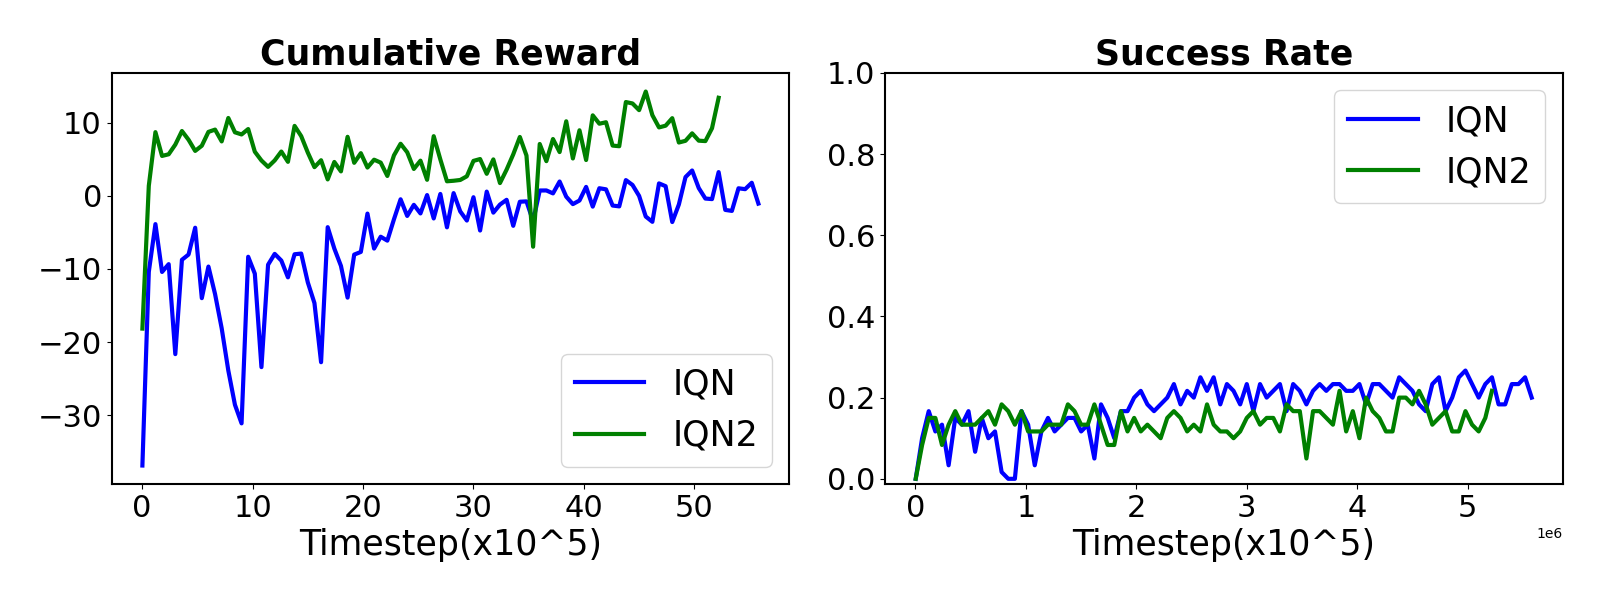 Cumulative Reward
10
0
−10
−20
−30
IQN
IQN2
0 10 20 30 40 50
Timestep(x10^5)
Success Rate
1.0
0.8
0.6
0.4
0.2
0.0
IQN
IQN2
0 1 2 3 4 5
1e6
Timestep(x10^5)